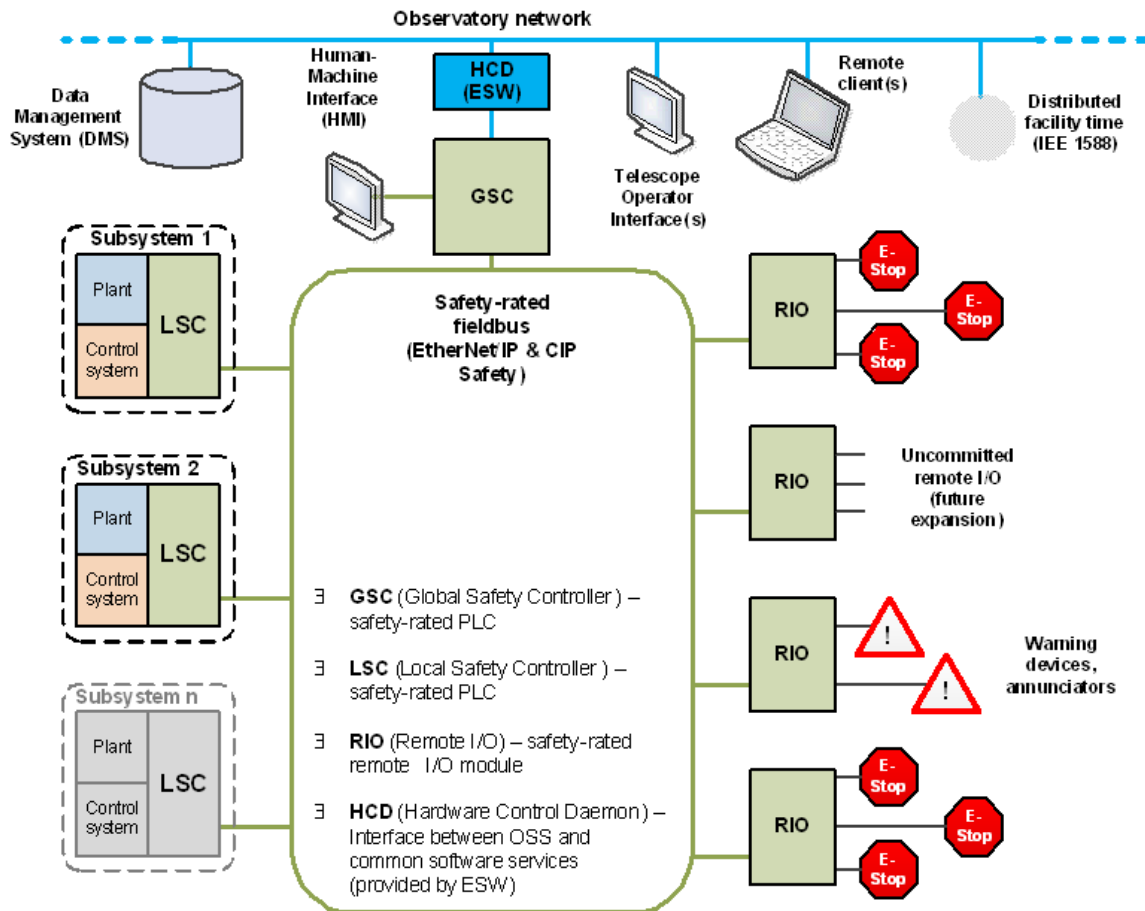 Observatory network
Human-
Machine
Interface
(HMI)
HCD
(ESW)
Remote
client(s)
Data
Management
System (DMS)
Distributed
facility time
(IEE 1588)
GSC
Telescope
Operator
Interface(s)
Subsystem 1
Plant
Control
system
LSC
Safety-rated
fieldbus
(EtherNet/IP & CIP
Safety)
RIO
E-
Stop
E-
Stop
E-
Stop
Subsystem 2
Plant
Control
system
LSC
RIO
Uncommitted
remote I/O
(future
expansion)
∃ GSC (Global Safety Controller) –
safety-rated PLC
∃ LSC (Local Safety Controller) –
safety-rated PLC
∃ RIO (Remote I/O) – safety-rated
remote I/O module
∃ HCD (Hardware Control Daemon) –
Interface between OSS and
common software services
(provided by ESW)
RIO
!
!
Warning
devices,
annunciators
Subsystem n
Plant
Control
system
LSC
RIO
E-
Stop
E-
Stop
E-
Stop